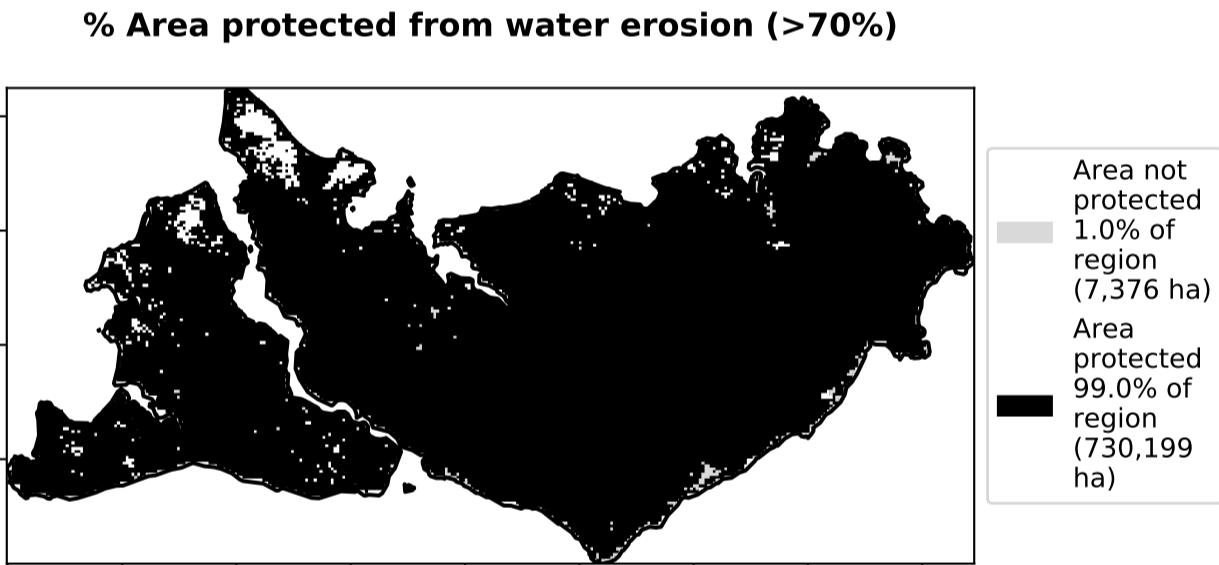 % Area protected from water erosion (>70%)
Area not
protected
1.0% of
region
(7,376 ha)
Area
protected
99.0% of
region
(730,199
ha)